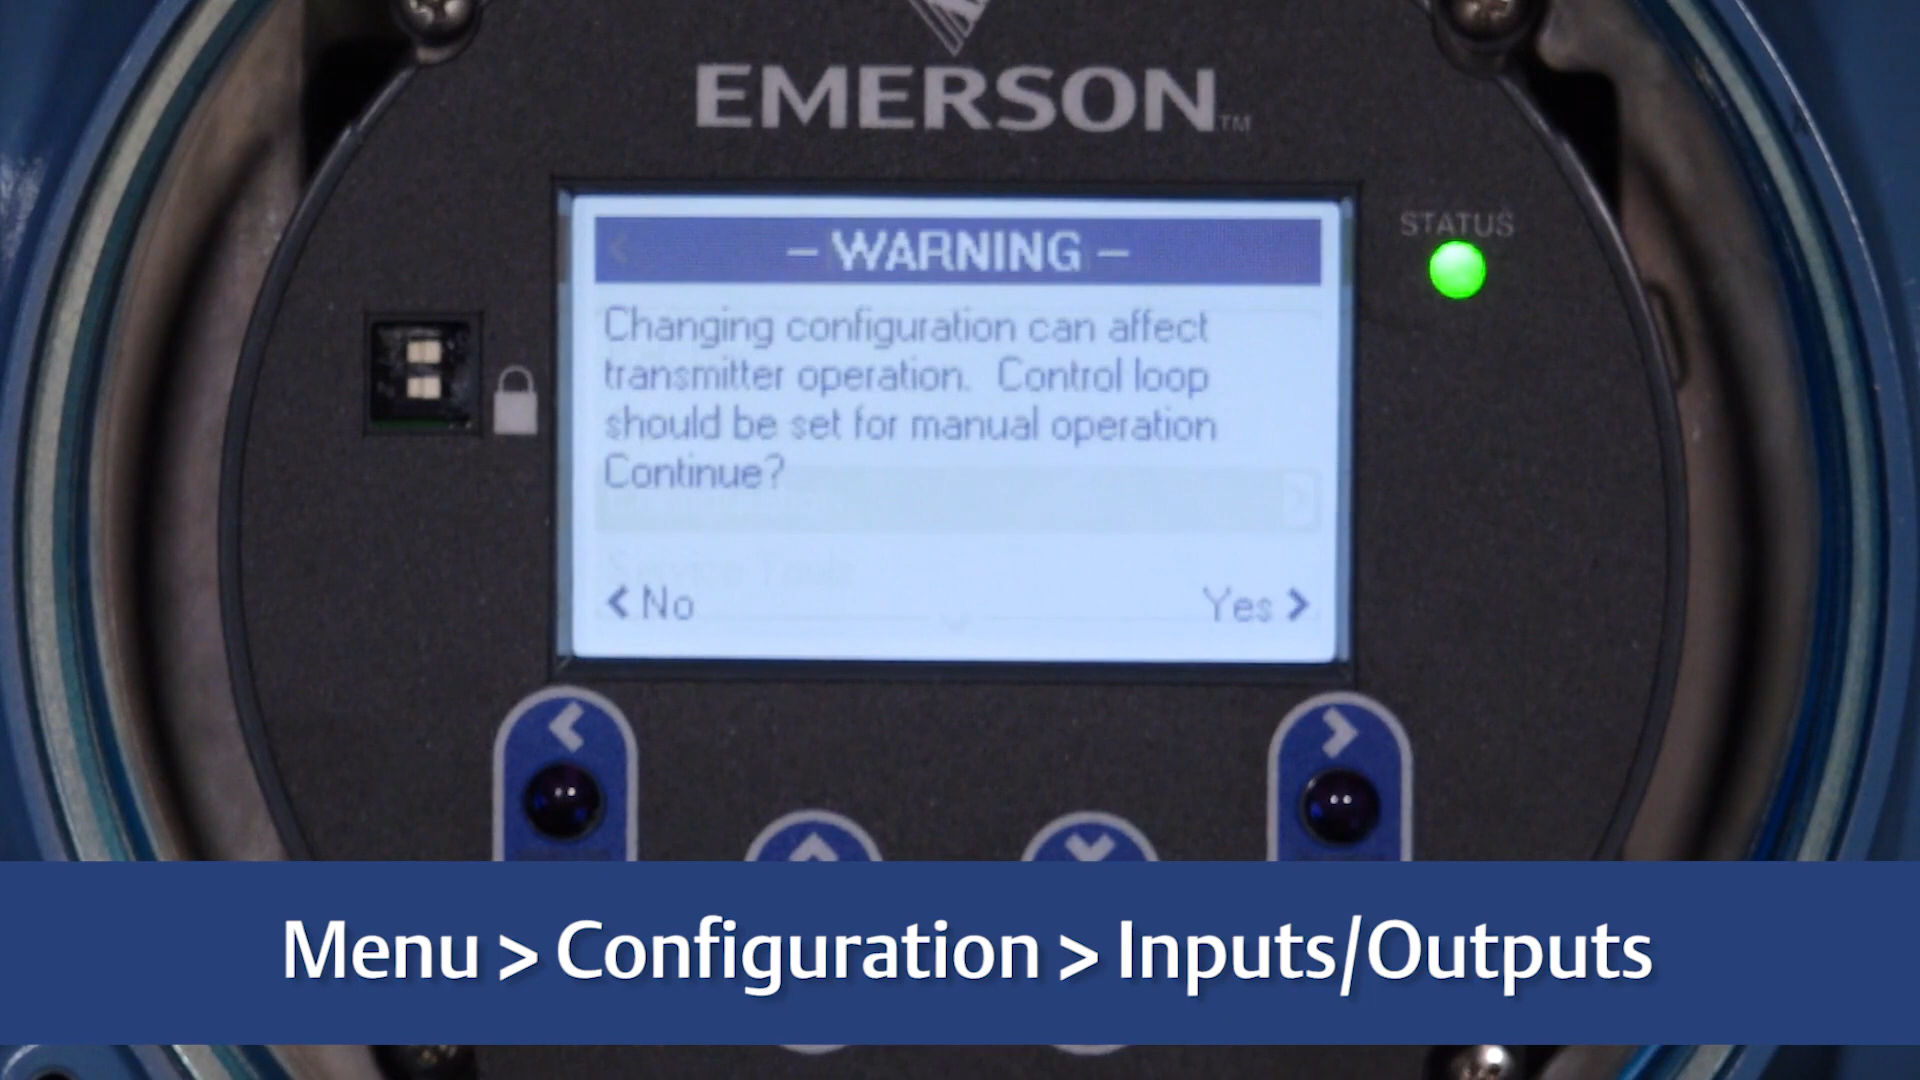 EMERSON™
STATUS
– WARNING –
Changing configuration can affect
transmitter operation. Control loop
should be set for manual operation
Continue?
No
Yes
Menu > Configuration > Inputs/Outputs